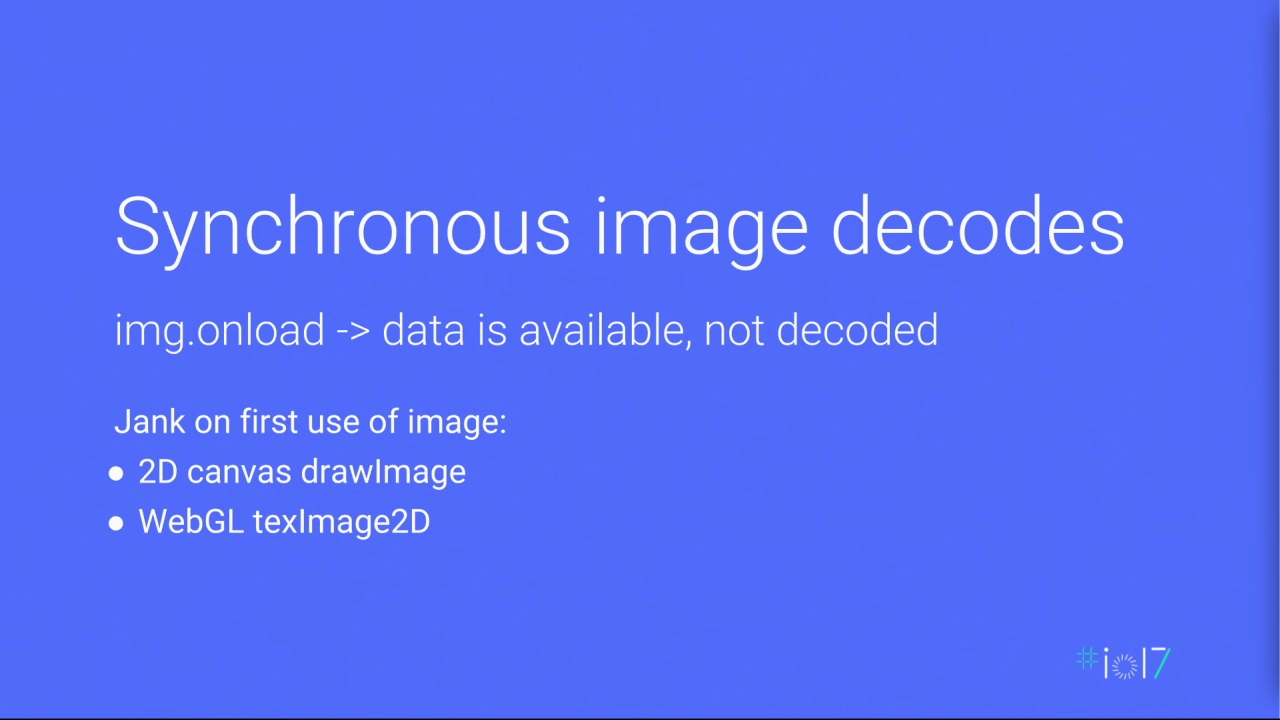 Synchronous image decodes
img.onload -> data is available, not decoded
Jank on first use of image:
● 2D canvas drawImage
● WebGL texImage2D
#io17